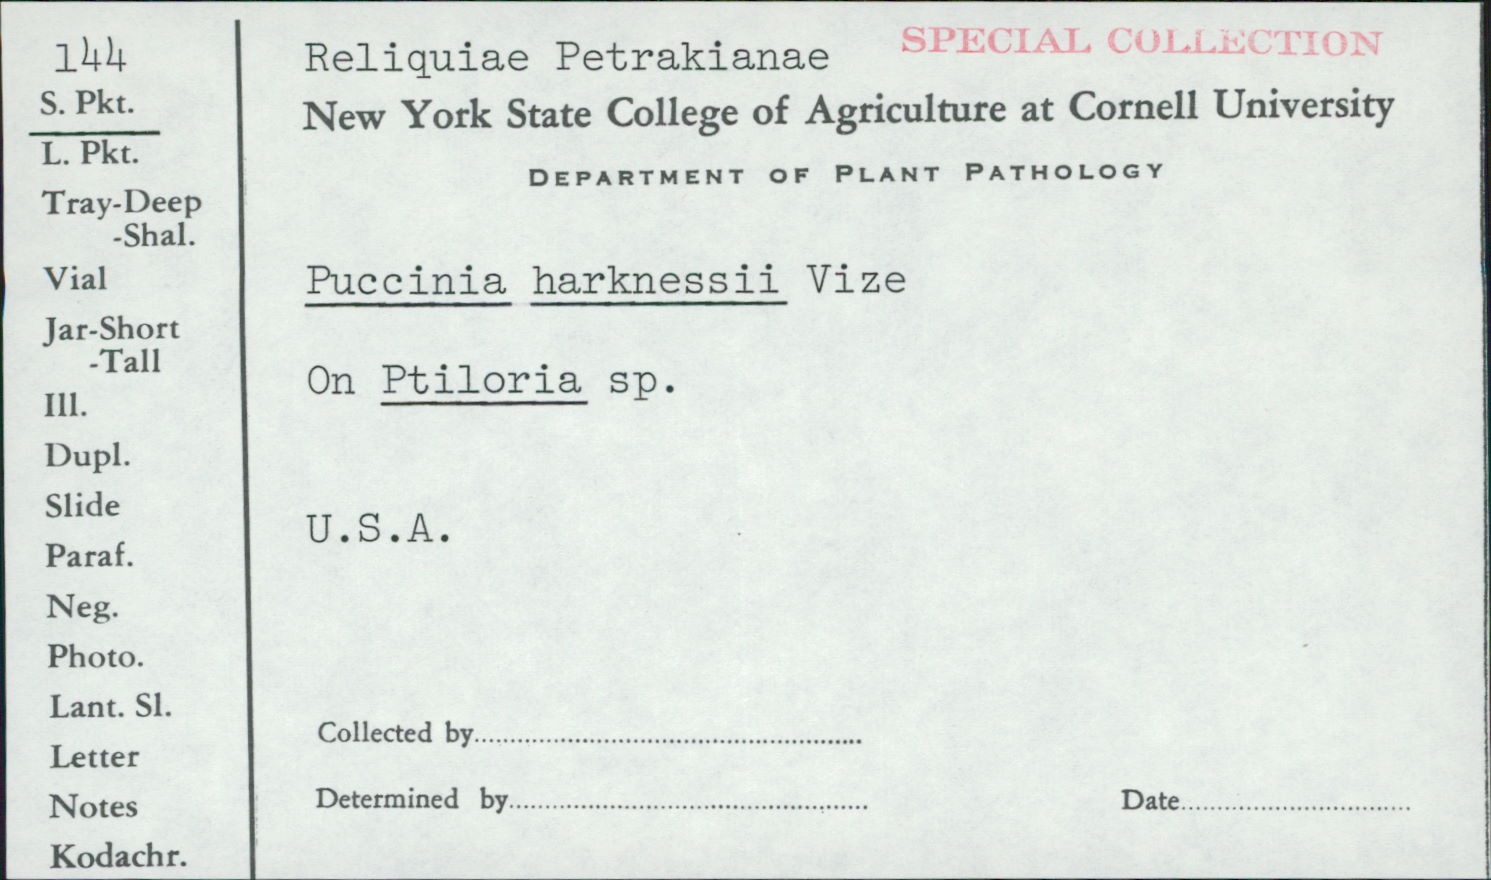 144
S. Pkt.
L. Pkt.
Tray-Deep
-Shal.
Vial
Jar-Short
-Tall
Ill.
Dupl.
Slide
Paraf.
Neg.
Photo.
Lant. Sl.
Letter
Notes
Kodachr.
Reliquiae Petrakianae
SPECIAL COLLECTION
New York State College of Agriculture at Cornell University
DEPARTMENT OF PLANT PATHOLOGY
Puccinia harknessii Vize
On Ptiloria sp.
U.S.A.
Collected by
Determined by
Date